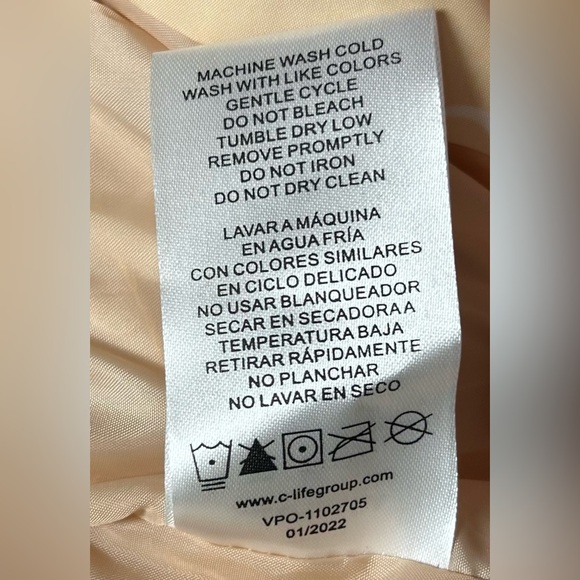 MACHINE WASH COLD
WASH WITH LIKE COLORS
GENTLE CYCLE
DO NOT BLEACH
TUMBLE DRY LOW
REMOVE PROMPTLY
DO NOT IRON
DO NOT DRY CLEAN
LAVAR A MÁQUINA
EN AGUA FRÍA
CON COLORES SIMILARES
EN CICLO DELICADO
NO USAR BLANQUEADOR
SECAR EN SECADORA A
TEMPERATURA BAJA
RETIRAR RÁPIDAMENTE
NO PLANCHAR
NO LAVAR EN SECO
www.c-lifegroup.com
VPO-1102705
01/2022